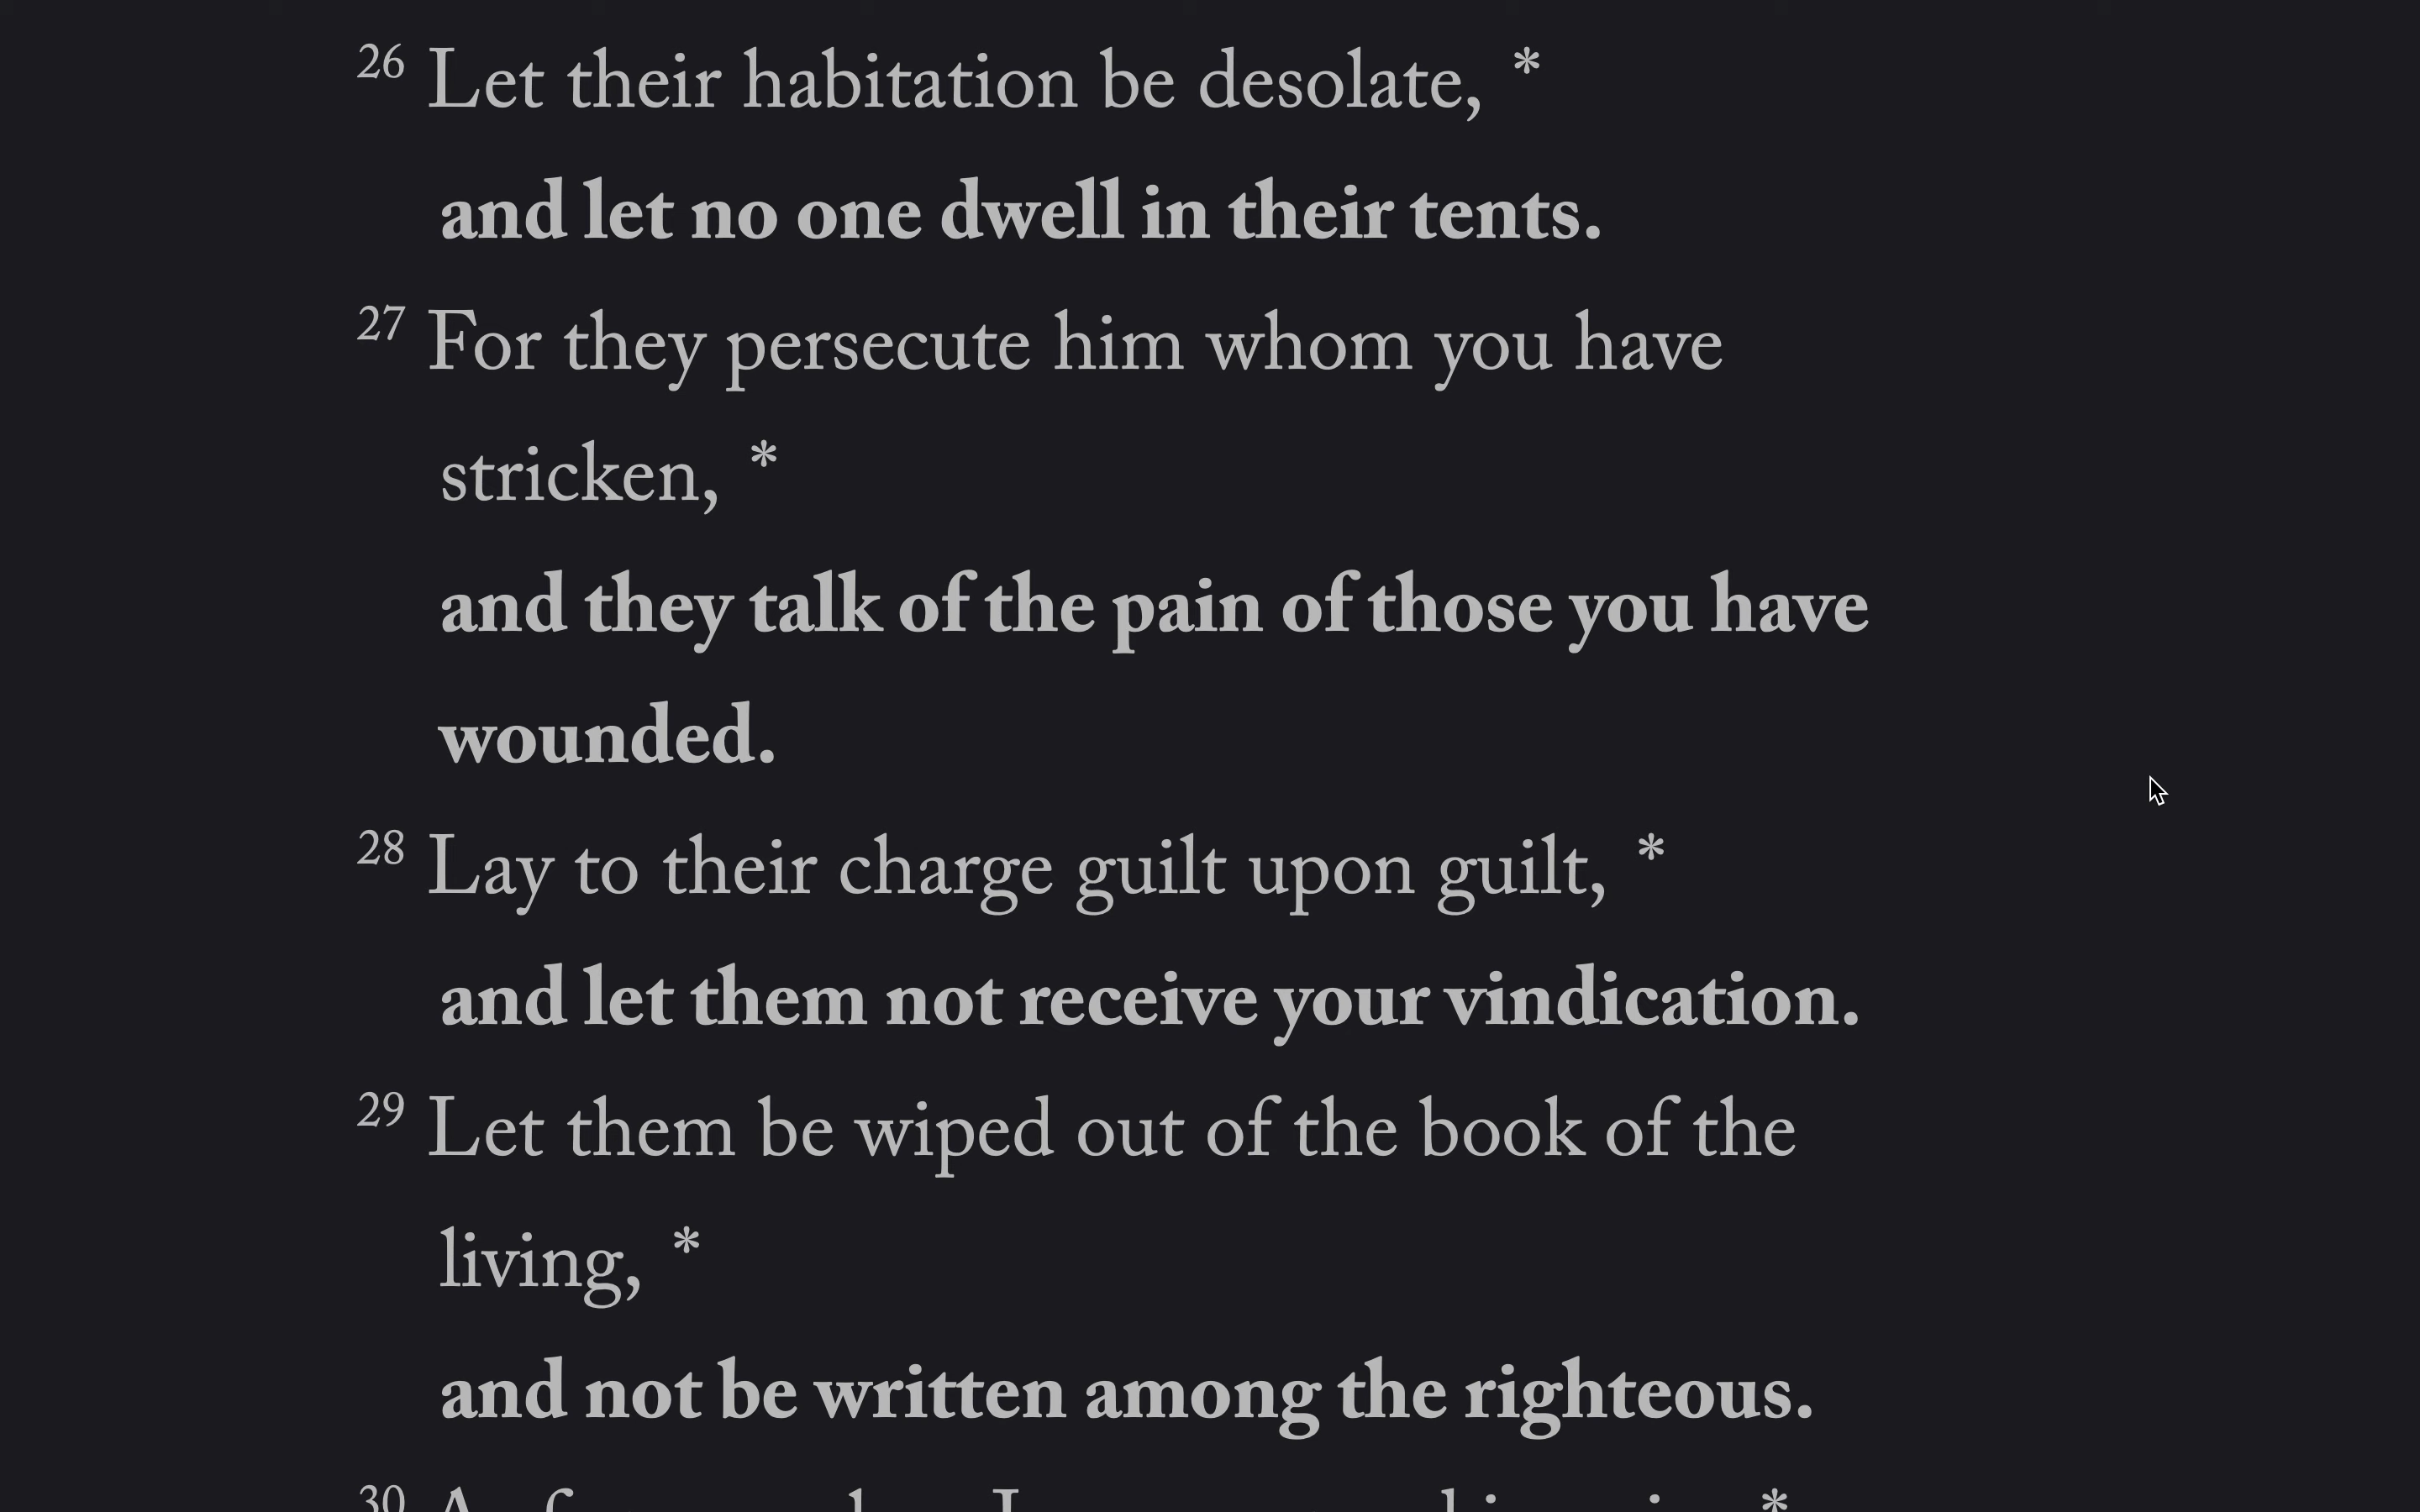 26 Let their habitation be desolate, *
and let no one dwell in their tents.
27 For they persecute him whom you have
stricken, *
and they talk of the pain of those you have
wounded.
28 Lay to their charge guilt upon guilt, *
and let them not receive your vindication.
29 Let them be wiped out of the book of the
living, *
and not be written among the righteous.
30 *